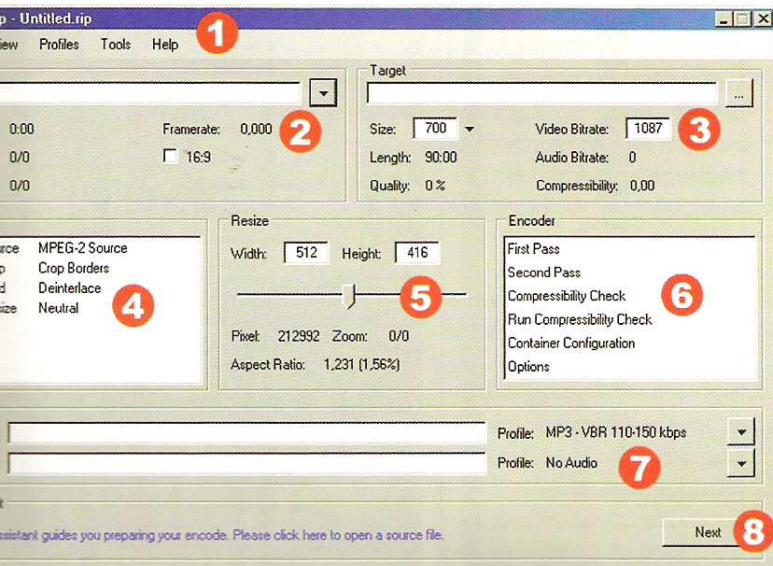 p - Untitled.rip
iew Profiles Tools Help 1
Target
0:00 Framerate: 0,000 2
0/0 16:9
0/0
Size: 700 Video Bitrate: 1087 3
Length: 90:00 Audio Bitrate: 0
Quality: 0 % Compressibility: 0,00
...
urce MPEG-2 Source
p Crop Borders
d Deinterlace
size Neutral 4
Resize
Width: 512 Height: 416
5
Pixel: 212992 Zoom: 0/0
Aspect Ratio: 1,231 (1,56%)
Encoder
First Pass
Second Pass
Compressibility Check 6
Run Compressibility Check
Container Configuration
Options
Profile: MP3 - VBR 110-150 kbps
Profile: No Audio 7
t
ssistant guides you preparing your encode. Please click here to open a source file.
Next 8